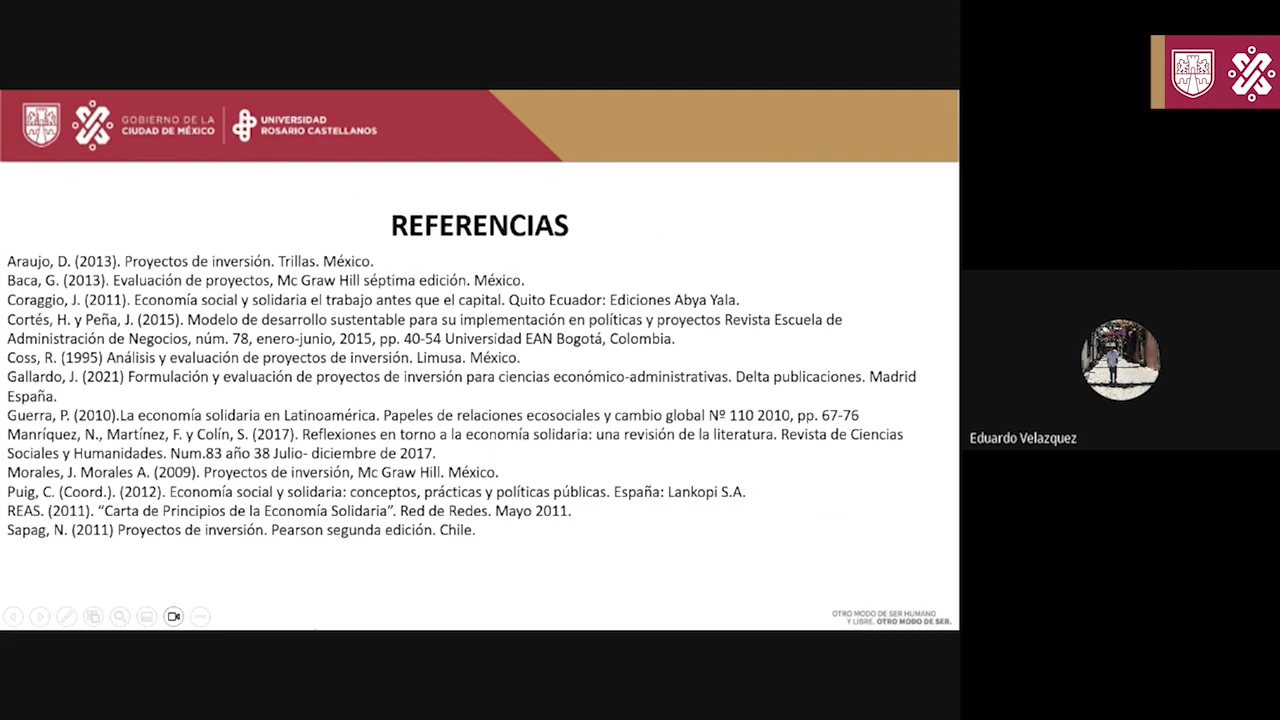 GOBIERNO DE LA
CIUDAD DE MÉXICO
UNIVERSIDAD
ROSARIO CASTELLANOS
REFERENCIAS
Araujo, D. (2013). Proyectos de inversión. Trillas. México.
Baca, G. (2013). Evaluación de proyectos, Mc Graw Hill séptima edición. México.
Coraggio, J. (2011). Economía social y solidaria el trabajo antes que el capital. Quito Ecuador: Ediciones Abya Yala.
Cortés, H. y Peña, J. (2015). Modelo de desarrollo sustentable para su implementación en políticas y proyectos Revista Escuela de
Administración de Negocios, núm. 78, enero-junio, 2015, pp. 40-54 Universidad EAN Bogotá, Colombia.
Coss, R. (1995) Análisis y evaluación de proyectos de inversión. Limusa. México.
Gallardo, J. (2021) Formulación y evaluación de proyectos de inversión para ciencias económico-administrativas. Delta publicaciones. Madrid
España.
Guerra, P. (2010).La economía solidaria en Latinoamérica. Papeles de relaciones ecosociales y cambio global Nº 110 2010, pp. 67-76
Manríquez, N., Martínez, F. y Colín, S. (2017). Reflexiones en torno a la economía solidaria: una revisión de la literatura. Revista de Ciencias
Sociales y Humanidades. Num.83 año 38 Julio- diciembre de 2017.
Morales, J. Morales A. (2009). Proyectos de inversión, Mc Graw Hill. México.
Puig, C. (Coord.). (2012). Economía social y solidaria: conceptos, prácticas y políticas públicas. España: Lankopi S.A.
REAS. (2011). “Carta de Principios de la Economía Solidaria”. Red de Redes. Mayo 2011.
Sapag, N. (2011) Proyectos de inversión. Pearson segunda edición. Chile.
OTRO MODO DE SER HUMANO
Y LIBRE. OTRO MODO DE SER.
Eduardo Velazquez